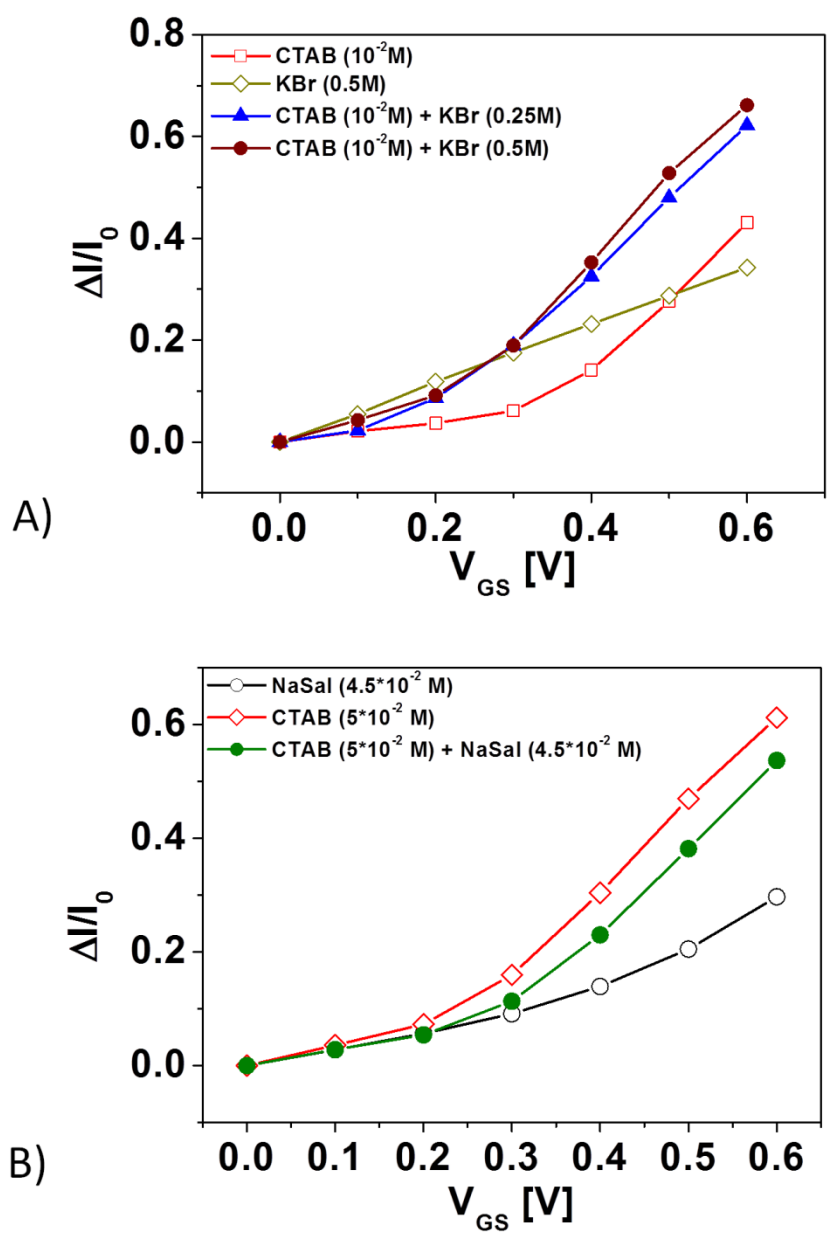 0.8
CTAB (10⁻²M)
KBr (0.5M)
CTAB (10⁻²M) + KBr (0.25M)
CTAB (10⁻²M) + KBr (0.5M)
0.6
0.4
0.2
0.0
ΔI/I₀
0.0 0.2 0.4 0.6
V_GS [V]
A)
NaSal (4.5*10⁻² M)
CTAB (5*10⁻² M)
CTAB (5*10⁻² M) + NaSal (4.5*10⁻² M)
0.6
0.4
0.2
0.0
ΔI/I₀
0.0 0.1 0.2 0.3 0.4 0.5 0.6
V_GS [V]
B)